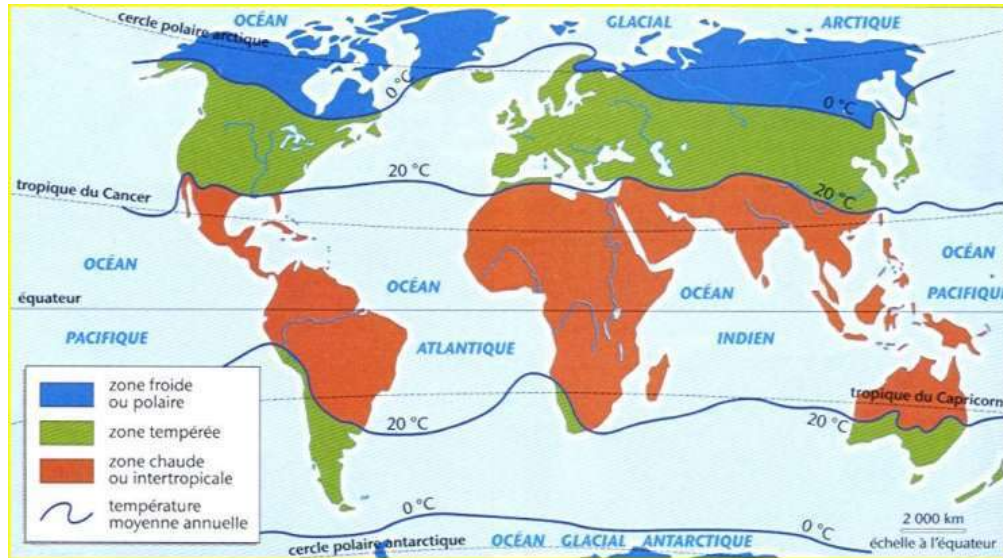 OCÉAN GLACIAL ARCTIQUE
cercle polaire arctique
0 °C
0 °C
20 °C
20 °C
tropique du Cancer
OCÉAN
OCÉAN
OCÉAN
OCÉAN
équateur
PACIFIQUE
PACIFIQUE
ATLANTIQUE
INDIEN
tropique du Capricorn
20 °C
20 °C
zone froide
ou polaire
zone tempérée
zone chaude
ou intertropicale
température
moyenne annuelle
0 °C
0 °C
cercle polaire antarctique
OCÉAN GLACIAL ANTARCTIQUE
2 000 km
échelle à l'équateur